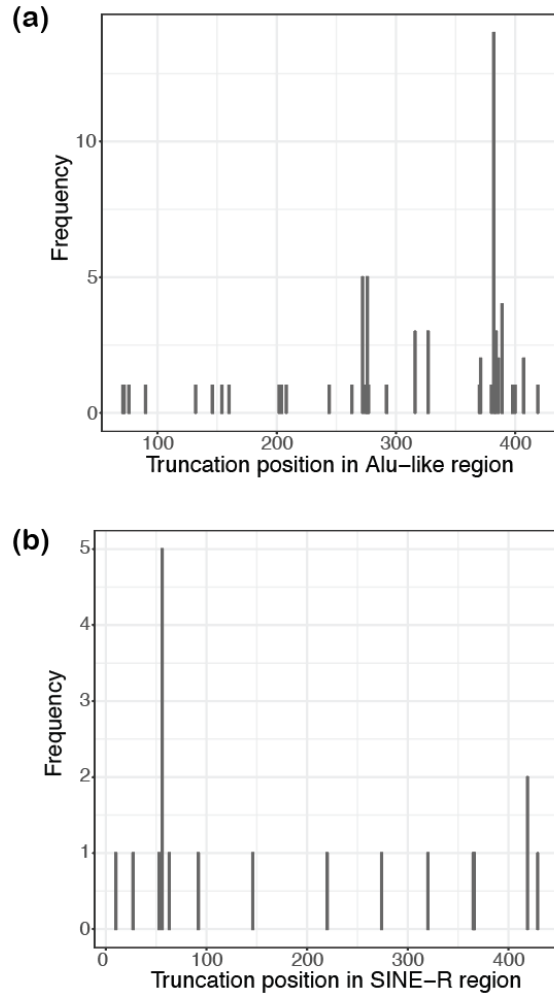 (a)
Frequency
10
5
0
100 200 300 400
Truncation position in Alu−like region
(b)
Frequency
5
4
3
2
1
0
0 100 200 300 400
Truncation position in SINE−R region